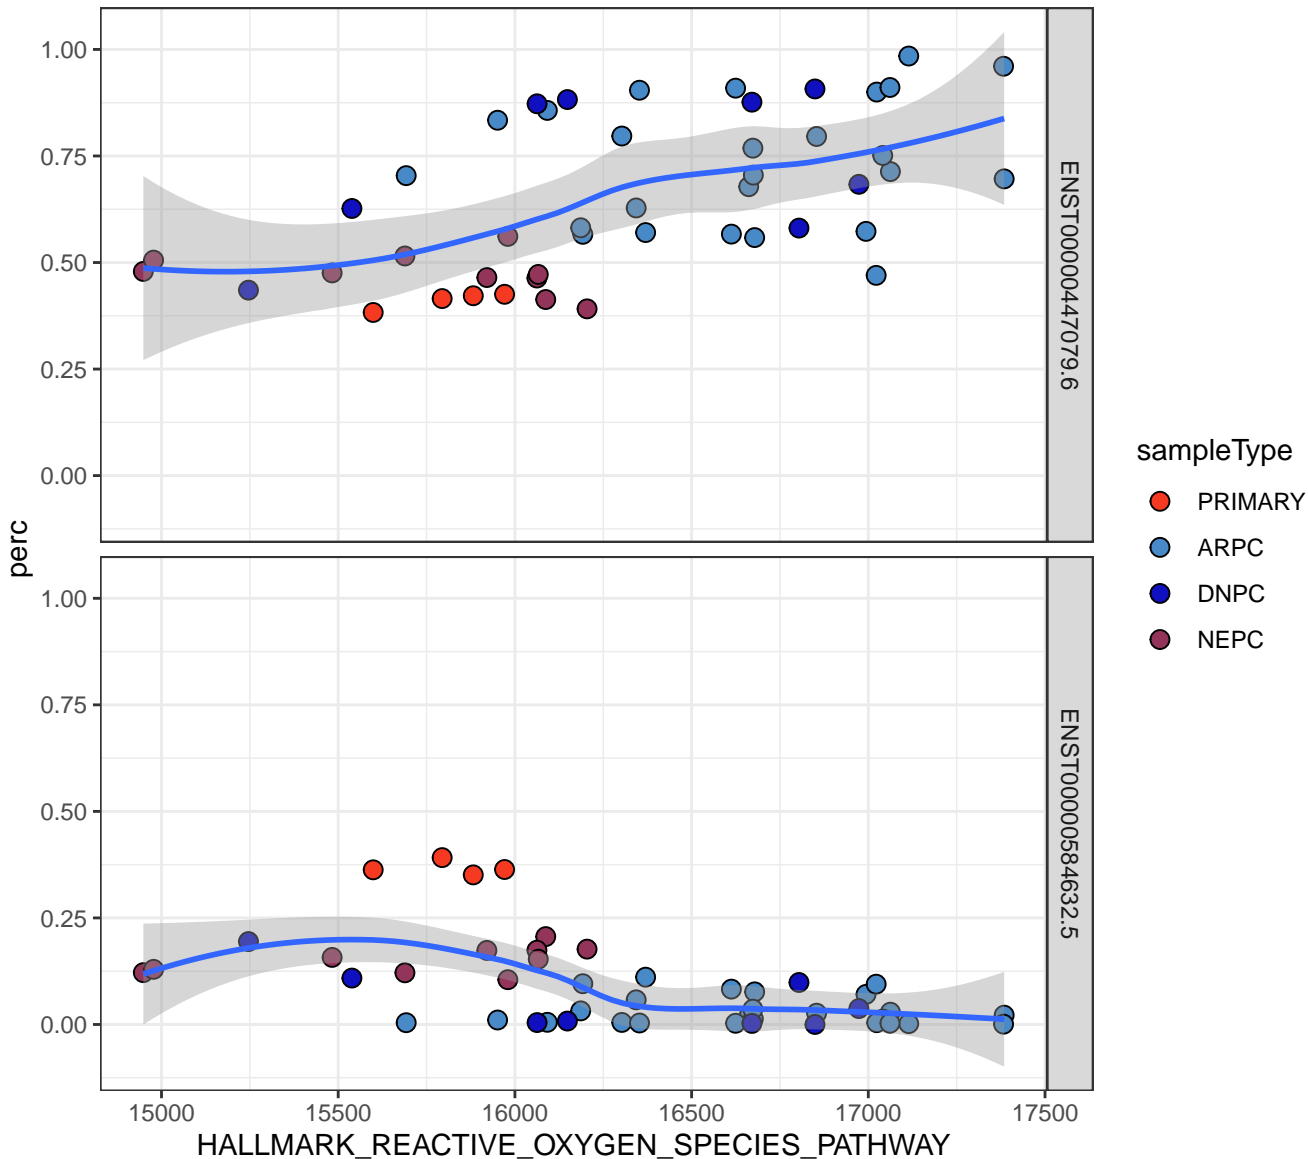 1.00
0.75
0.50
0.25
0.00
ENST00000447079.6
1.00
0.75
0.50
0.25
0.00
ENST00000584632.5
perc
15000 15500 16000 16500 17000 17500
HALLMARK_REACTIVE_OXYGEN_SPECIES_PATHWAY
sampleType
PRIMARY
ARPC
DNPC
NEPC